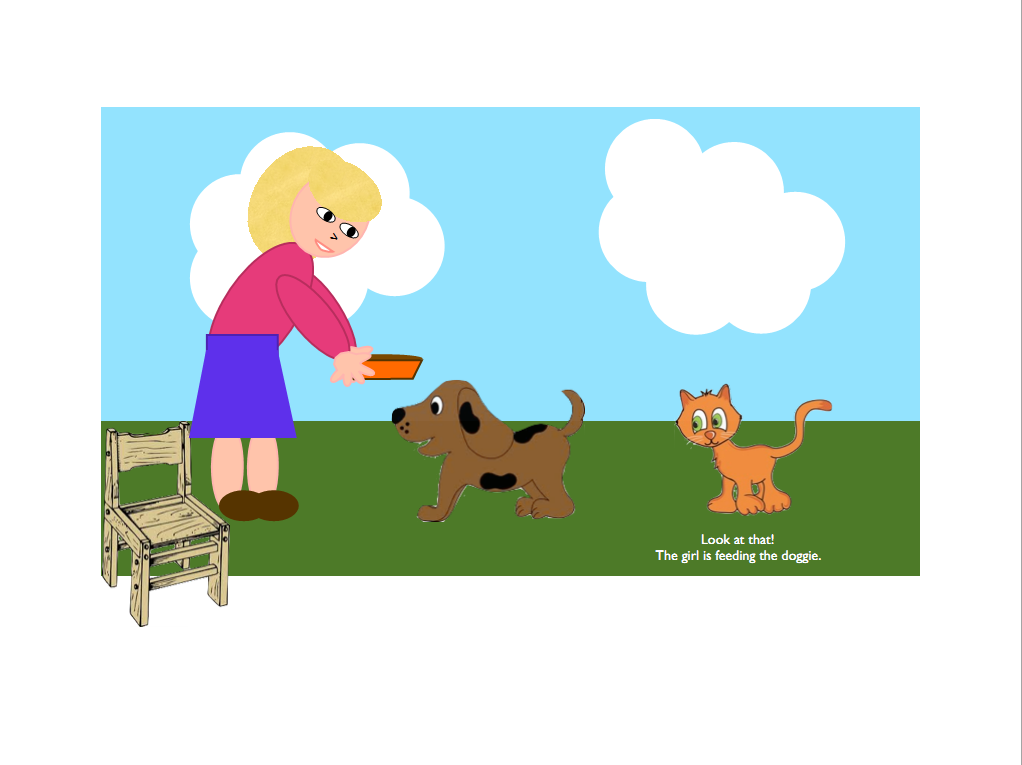 Look at that!
The girl is feeding the doggie.